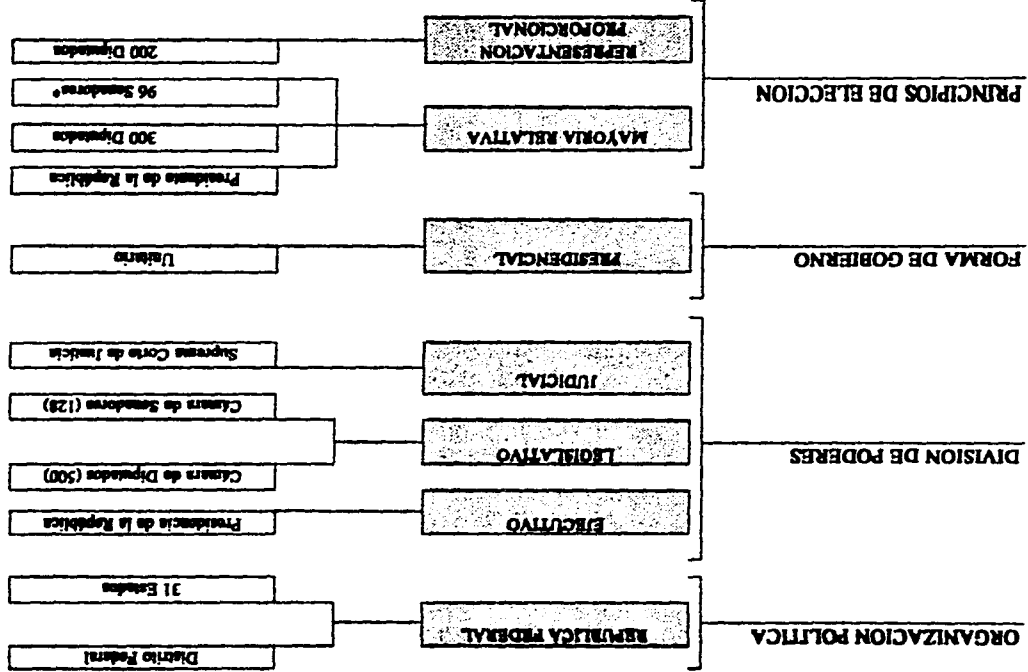 ORGANIZACION POLITICA
REPUBLICA FEDERAL
Distrito Federal
31 Estados
DIVISION DE PODERES
EJECUTIVO
Presidencia de la República
LEGISLATIVO
Cámara de Diputados (500)
Cámara de Senadores (128)
JUDICIAL
Suprema Corte de Justicia
FORMA DE GOBIERNO
PRESIDENCIAL
Unitario
PRINCIPIOS DE ELECCION
MAYORIA RELATIVA
Presidente de la República
300 Diputados
96 Senadores*
REPRESENTACION
PROPORCIONAL
200 Diputados